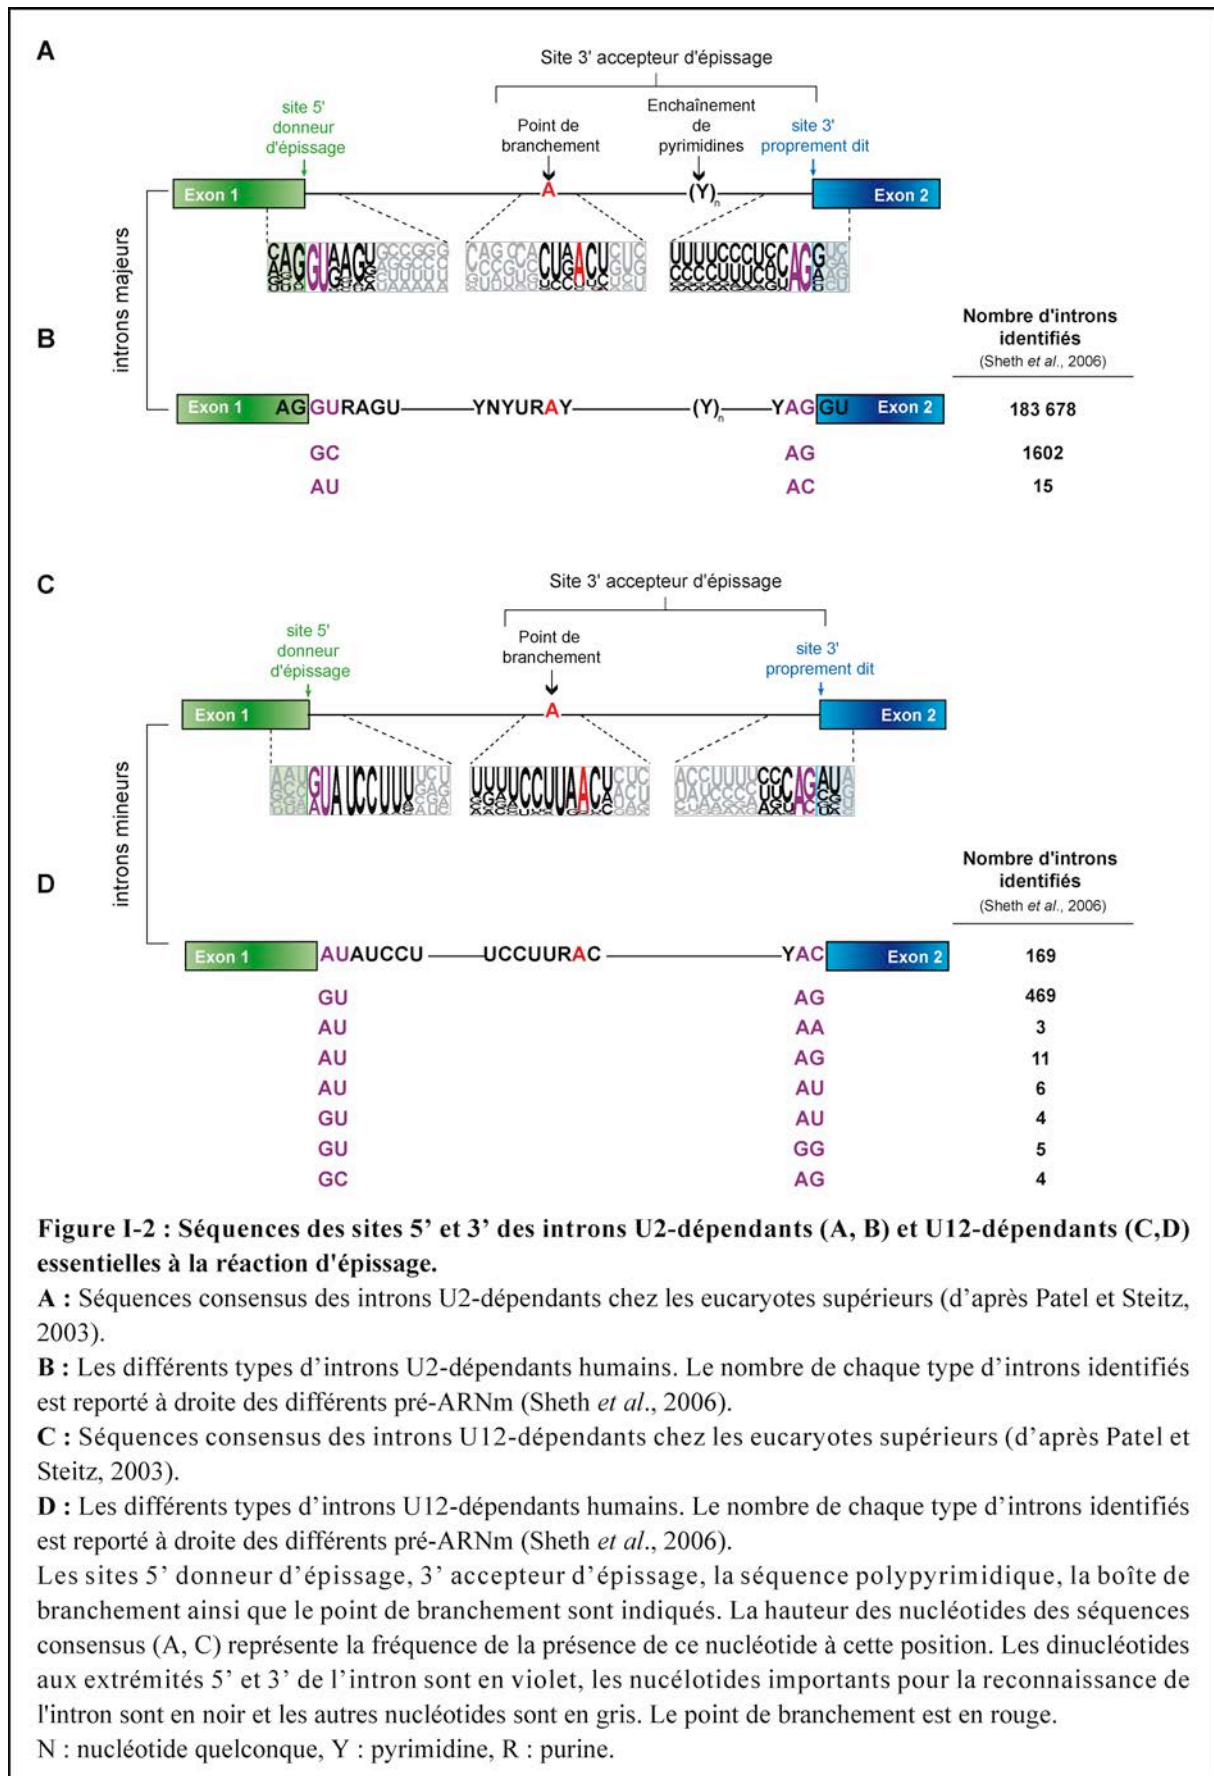 A
Site 3' accepteur d'épissage
site 5'
donneur
d'épissage
Point de
branchement
Enchaînement
de
pyrimidines
site 3'
proprement dit
Exon 1
A
(Y)n
Exon 2
introns majeurs
B
Nombre d'introns
identifiés
(Sheth et al., 2006)
Exon 1 AG GURAGU YNYURAY (Y)n YAG GU Exon 2 183 678
GC AG 1602
AU AC 15
C
Site 3' accepteur d'épissage
site 5'
donneur
d'épissage
Point de
branchement
site 3'
proprement dit
Exon 1
A
Exon 2
introns mineurs
D
Nombre d'introns
identifiés
(Sheth et al., 2006)
Exon 1 AUAUCCU UCCUURAC YAC Exon 2 169
GU AG 469
AU AA 3
AU AG 11
AU AU 6
GU AU 4
GU GG 5
GC AG 4
Figure I-2 : Séquences des sites 5’ et 3’ des introns U2-dépendants (A, B) et U12-dépendants (C,D)
essentielles à la réaction d'épissage.
A : Séquences consensus des introns U2-dépendants chez les eucaryotes supérieurs (d’après Patel et Steitz,
2003).
B : Les différents types d’introns U2-dépendants humains. Le nombre de chaque type d’introns identifiés
est reporté à droite des différents pré-ARNm (Sheth et al., 2006).
C : Séquences consensus des introns U12-dépendants chez les eucaryotes supérieurs (d’après Patel et
Steitz, 2003).
D : Les différents types d’introns U12-dépendants humains. Le nombre de chaque type d’introns identifiés
est reporté à droite des différents pré-ARNm (Sheth et al., 2006).
Les sites 5’ donneur d’épissage, 3’ accepteur d’épissage, la séquence polypyrimidique, la boîte de
branchement ainsi que le point de branchement sont indiqués. La hauteur des nucléotides des séquences
consensus (A, C) représente la fréquence de la présence de ce nucléotide à cette position. Les dinucléotides
aux extrémités 5’ et 3’ de l’intron sont en violet, les nucélotides importants pour la reconnaissance de
l'intron sont en noir et les autres nucléotides sont en gris. Le point de branchement est en rouge.
N : nucléotide quelconque, Y : pyrimidine, R : purine.